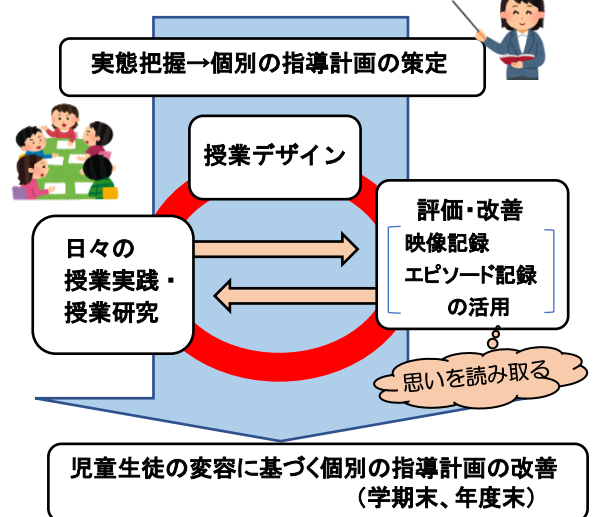 実態把握→個別の指導計画の策定
授業デザイン
日々の
授業実践・
授業研究
評価・改善
映像記録
エピソード記録
の活用
思いを読み取る
児童生徒の変容に基づく個別の指導計画の改善
（学期末、年度末）